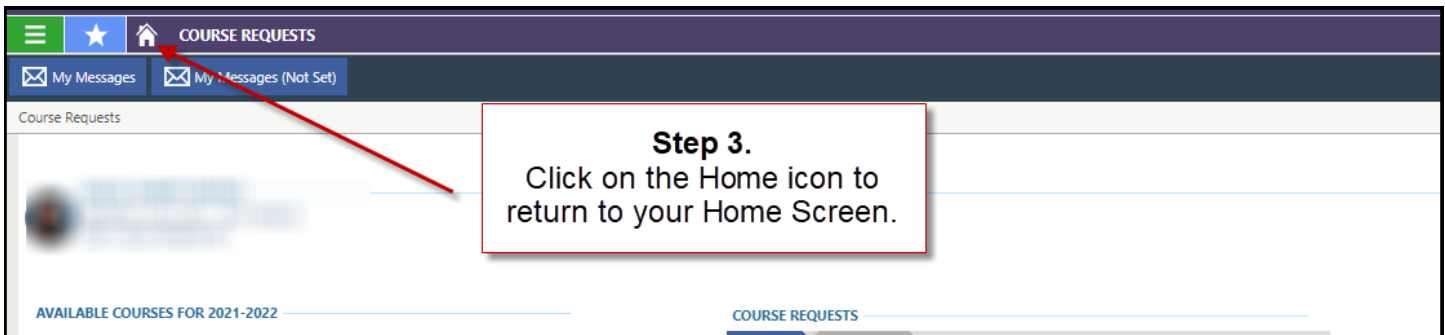 COURSE REQUESTS
My Messages
My Messages (Not Set)
Course Requests
Step 3.
Click on the Home icon to
return to your Home Screen.
AVAILABLE COURSES FOR 2021-2022
COURSE REQUESTS